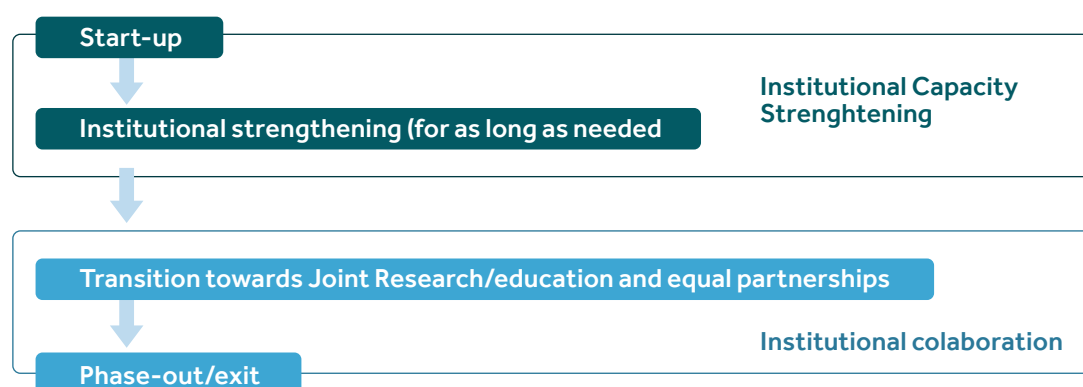 Start-up
Institutional Capacity
Strenghtening
Institutional strengthening (for as long as needed
Transition towards Joint Research/education and equal partnerships
Institutional colaboration
Phase-out/exit